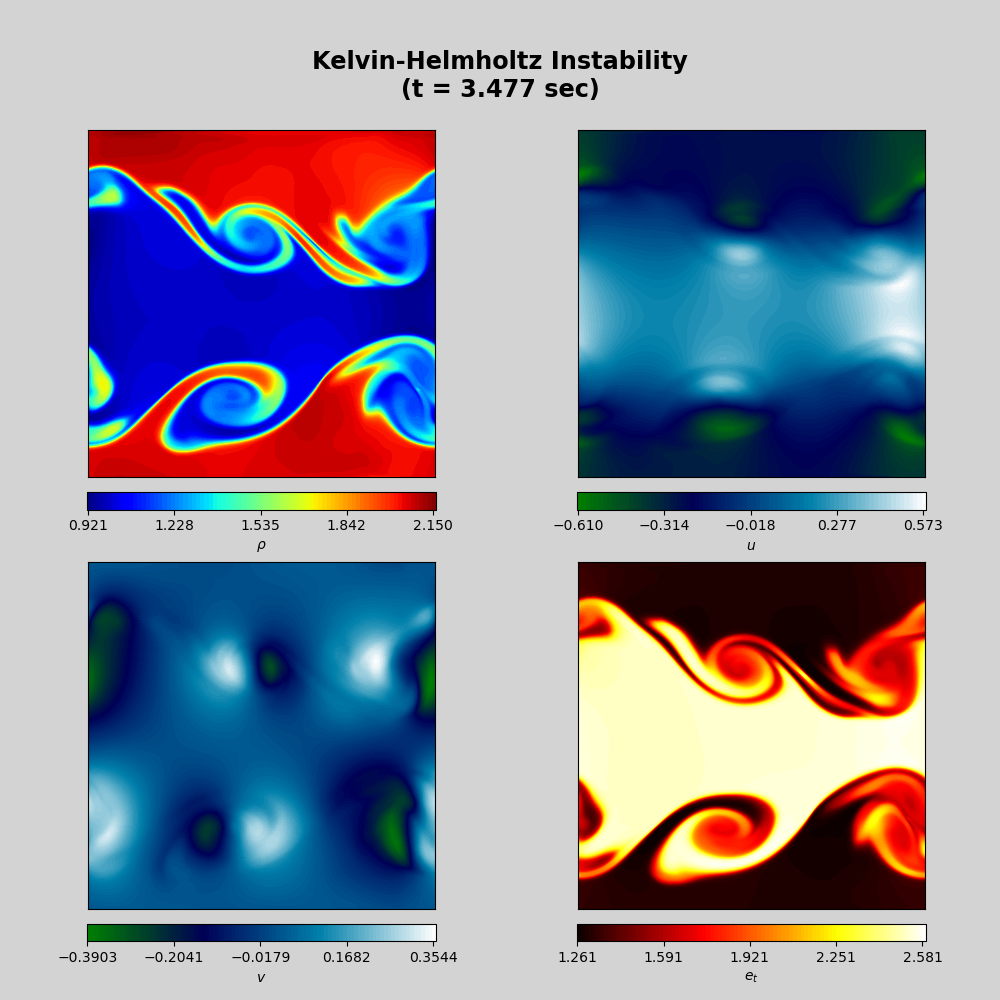 Kelvin-Helmholtz Instability
(t = 3.477 sec)
0.921 1.228 1.535 1.842 2.150
ρ
−0.610 −0.314 −0.018 0.277 0.573
u
−0.3903 −0.2041 −0.0179 0.1682 0.3544
v
1.261 1.591 1.921 2.251 2.581
e_t